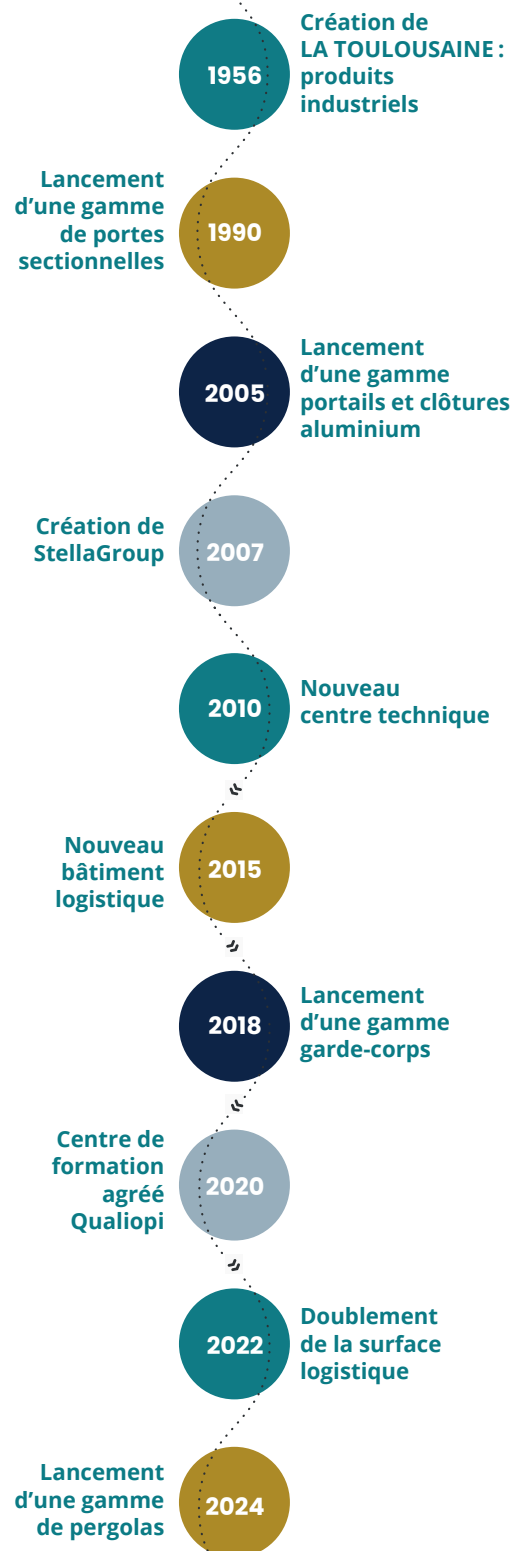 1956
Création de
LA TOULOUSAINE :
produits
industriels
Lancement
d’une gamme
de portes
sectionnelles
1990
2005
Lancement
d’une gamme
portails et clôtures
aluminium
Création de
StellaGroup
2007
2010
Nouveau
centre technique
Nouveau
bâtiment
logistique
2015
2018
Lancement
d’une gamme
garde-corps
Centre de
formation
agréé
Qualiopi
2020
2022
Doublement
de la surface
logistique
Lancement
d’une gamme
de pergolas
2024